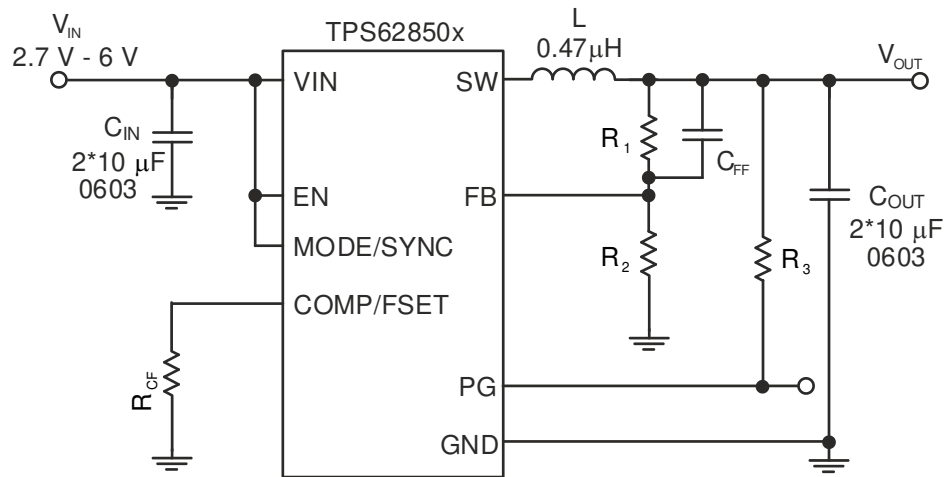 TPS62850x
V_IN
2.7 V - 6 V
L
0.47μH
V_OUT
VIN
SW
C_IN
2*10 μF
0603
R_1
C_FF
EN
FB
C_OUT
2*10 μF
0603
MODE/SYNC
R_2
R_3
COMP/FSET
R_CF
PG
GND